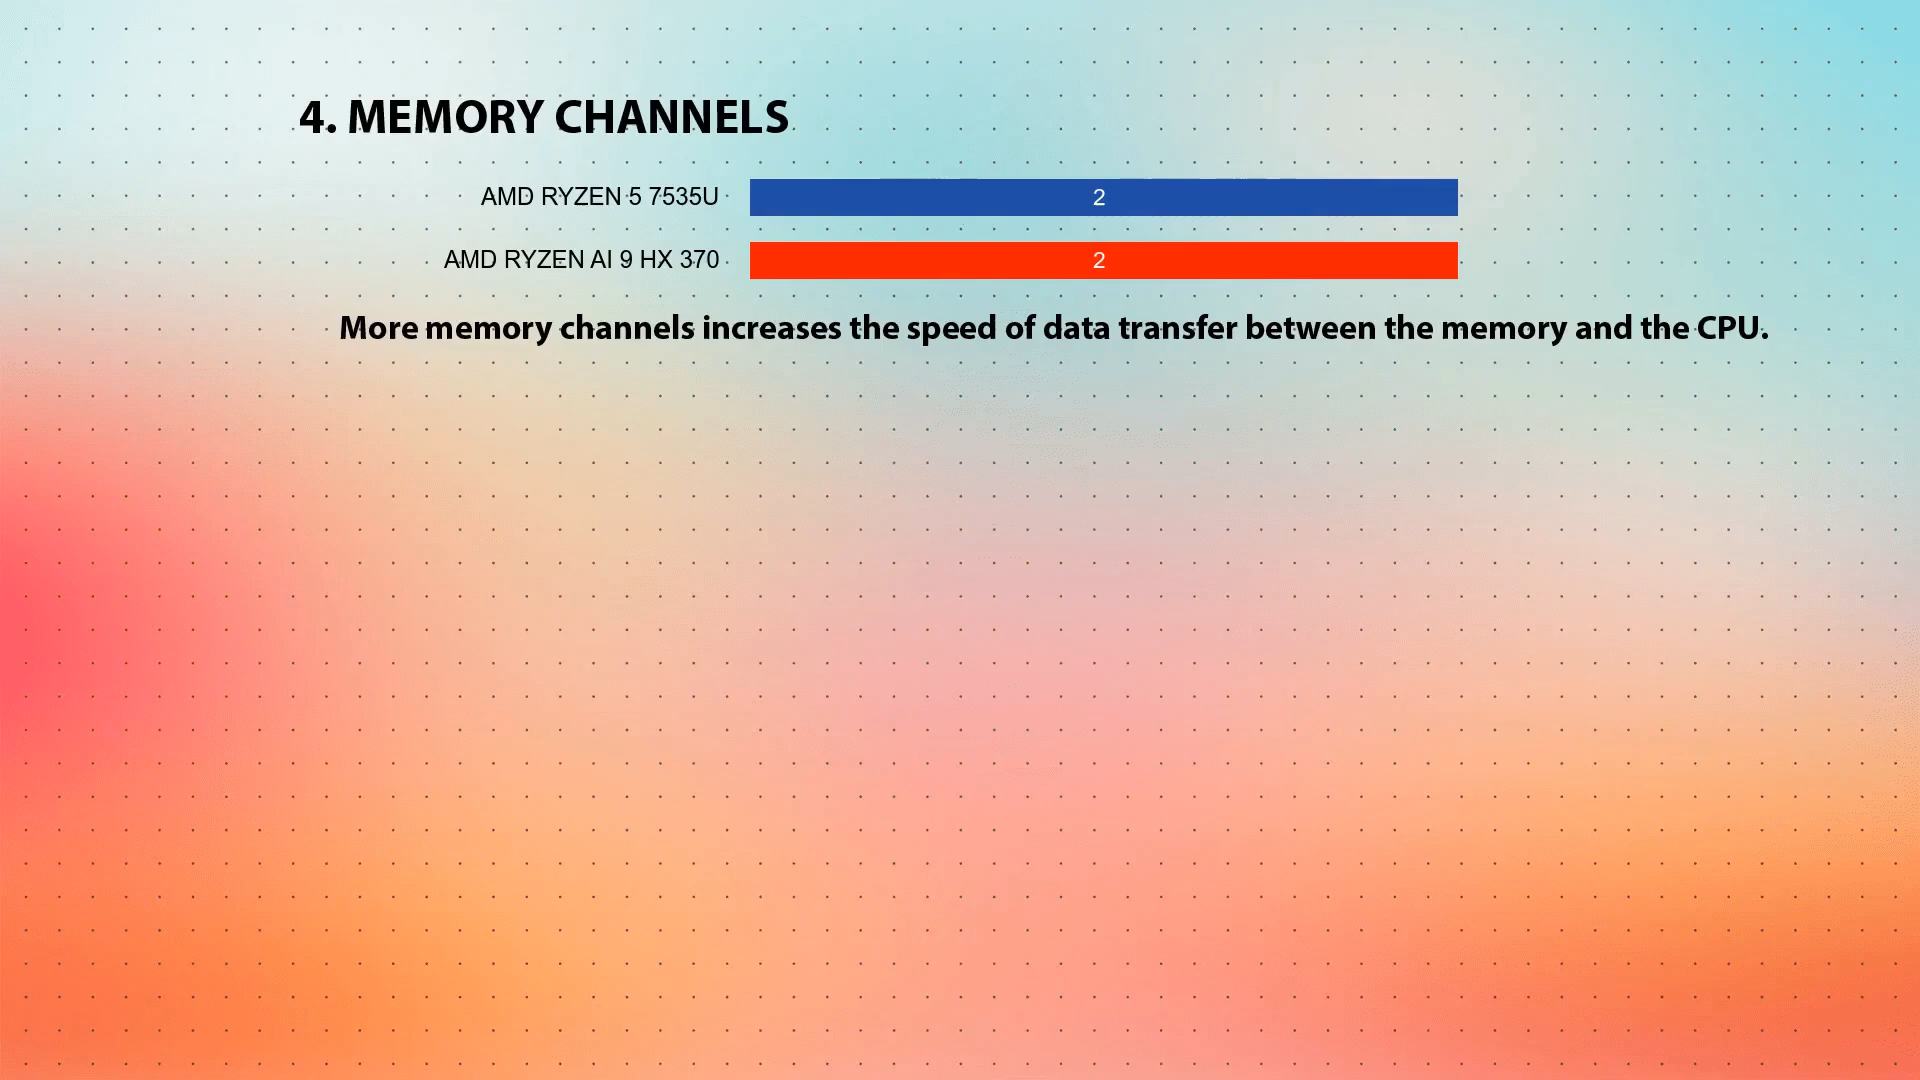 4. MEMORY CHANNELS
AMD RYZEN 5 7535U
2
AMD RYZEN AI 9 HX 370
2
More memory channels increases the speed of data transfer between the memory and the CPU.